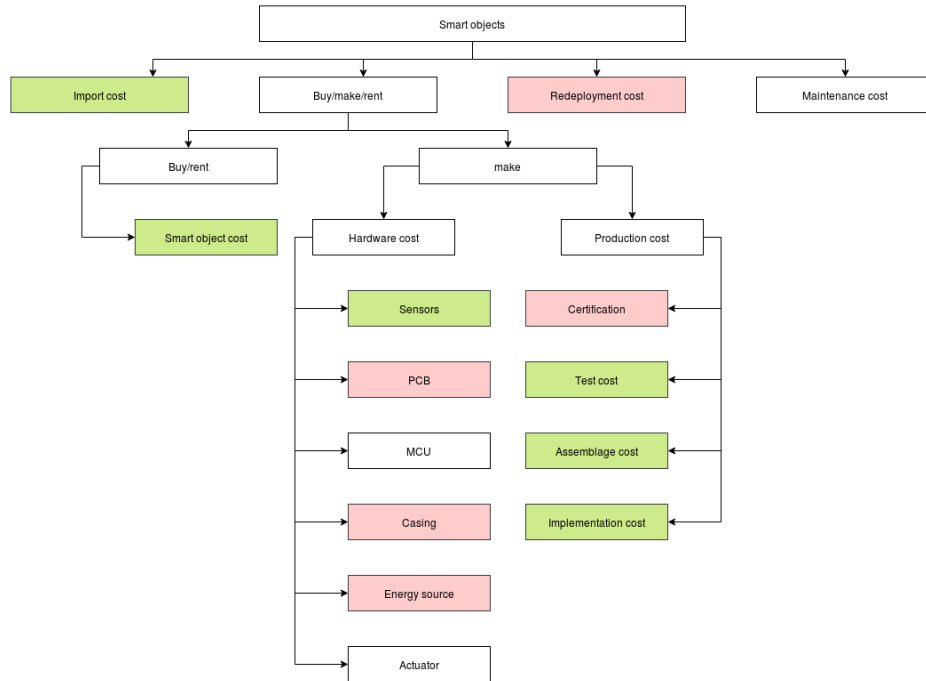 Smart objects
Import cost
Buy/make/rent
Redeployment cost
Maintenance cost
Buy/rent
make
Smart object cost
Hardware cost
Production cost
Sensors
Certification
PCB
Test cost
MCU
Assemblage cost
Casing
Implementation cost
Energy source
Actuator